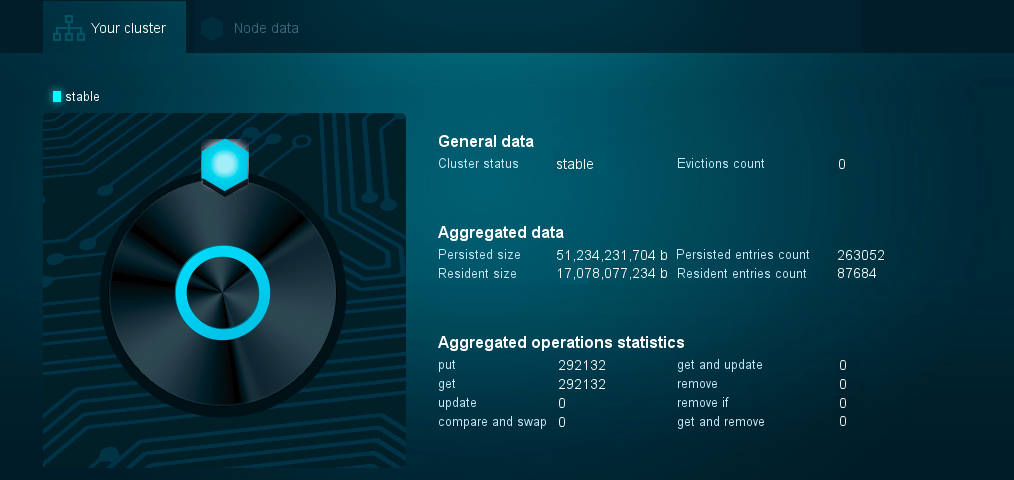 Your cluster
Node data
stable
General data
Cluster status stable Evictions count 0
Aggregated data
Persisted size 51,234,231,704 b Persisted entries count 263052
Resident size 17,078,077,234 b Resident entries count 87684
Aggregated operations statistics
put 292132 get and update 0
get 292132 remove 0
update 0 remove if 0
compare and swap 0 get and remove 0